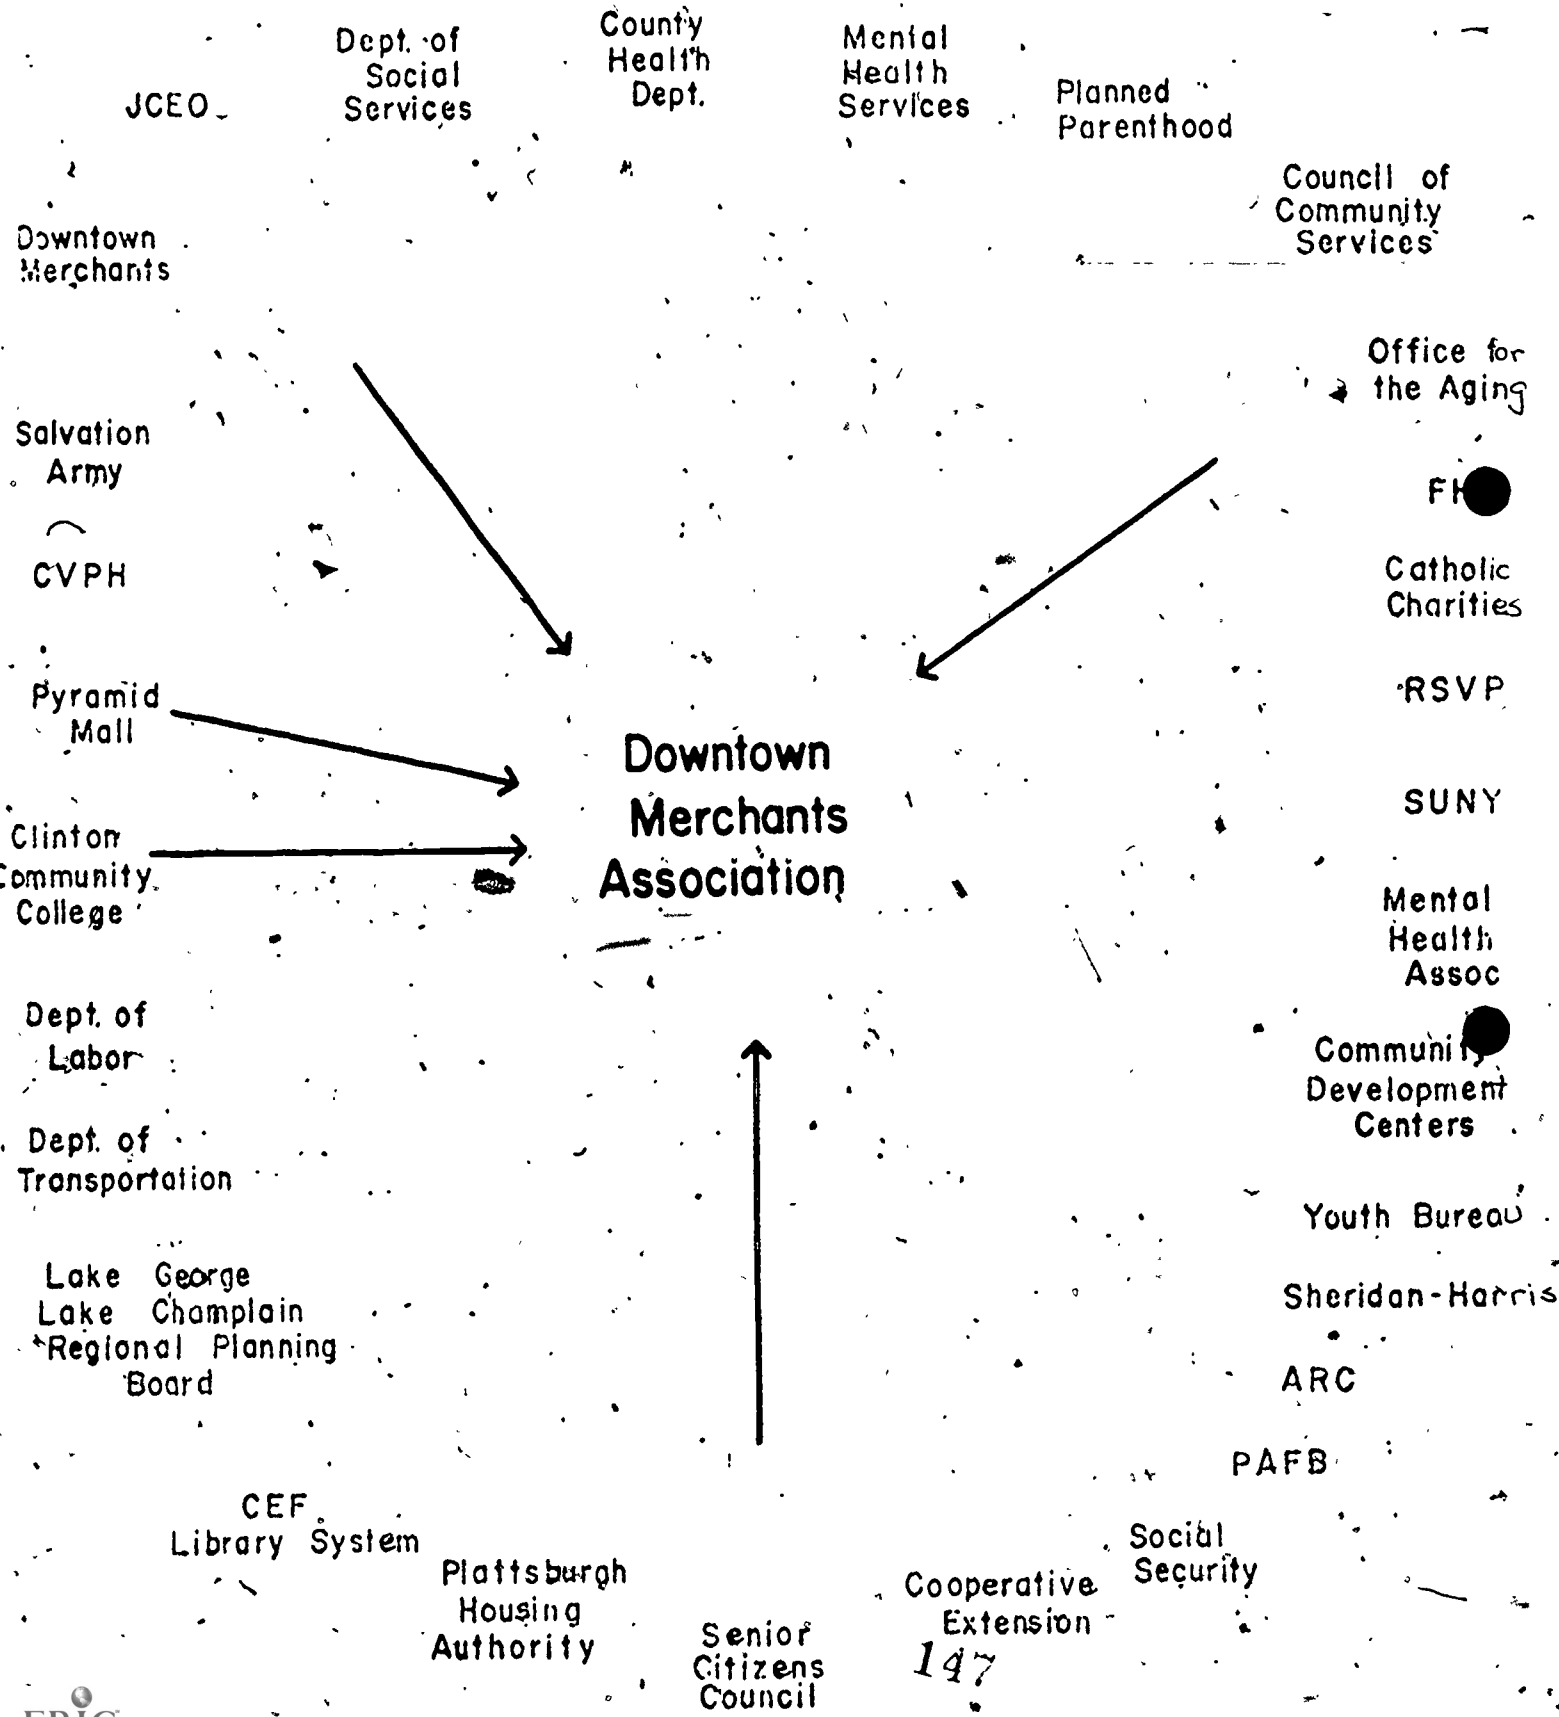 JCEO
Dept. of
Social
Services
County
Health
Dept.
Mental
Health
Services
Planned
Parenthood
Council of
Community
Services
Downtown
Merchants
Office for
the Aging
Salvation
Army
CVPH
Catholic
Charities
Pyramid
Mall
RSVP
Downtown
Merchants
Association
SUNY
Clinton
Community
College
Mental
Health
Assoc
Dept. of
Labor
Community
Development
Centers
Dept. of
Transportation
Youth Bureau
Lake George
Lake Champlain
Regional Planning
Board
Sheridan-Harris
ARC
PAFB
CEF
Library System
Social
Security
Plattsburgh
Housing
Authority
Cooperative
Extension
Senior
Citizens
Council
147
ERIC